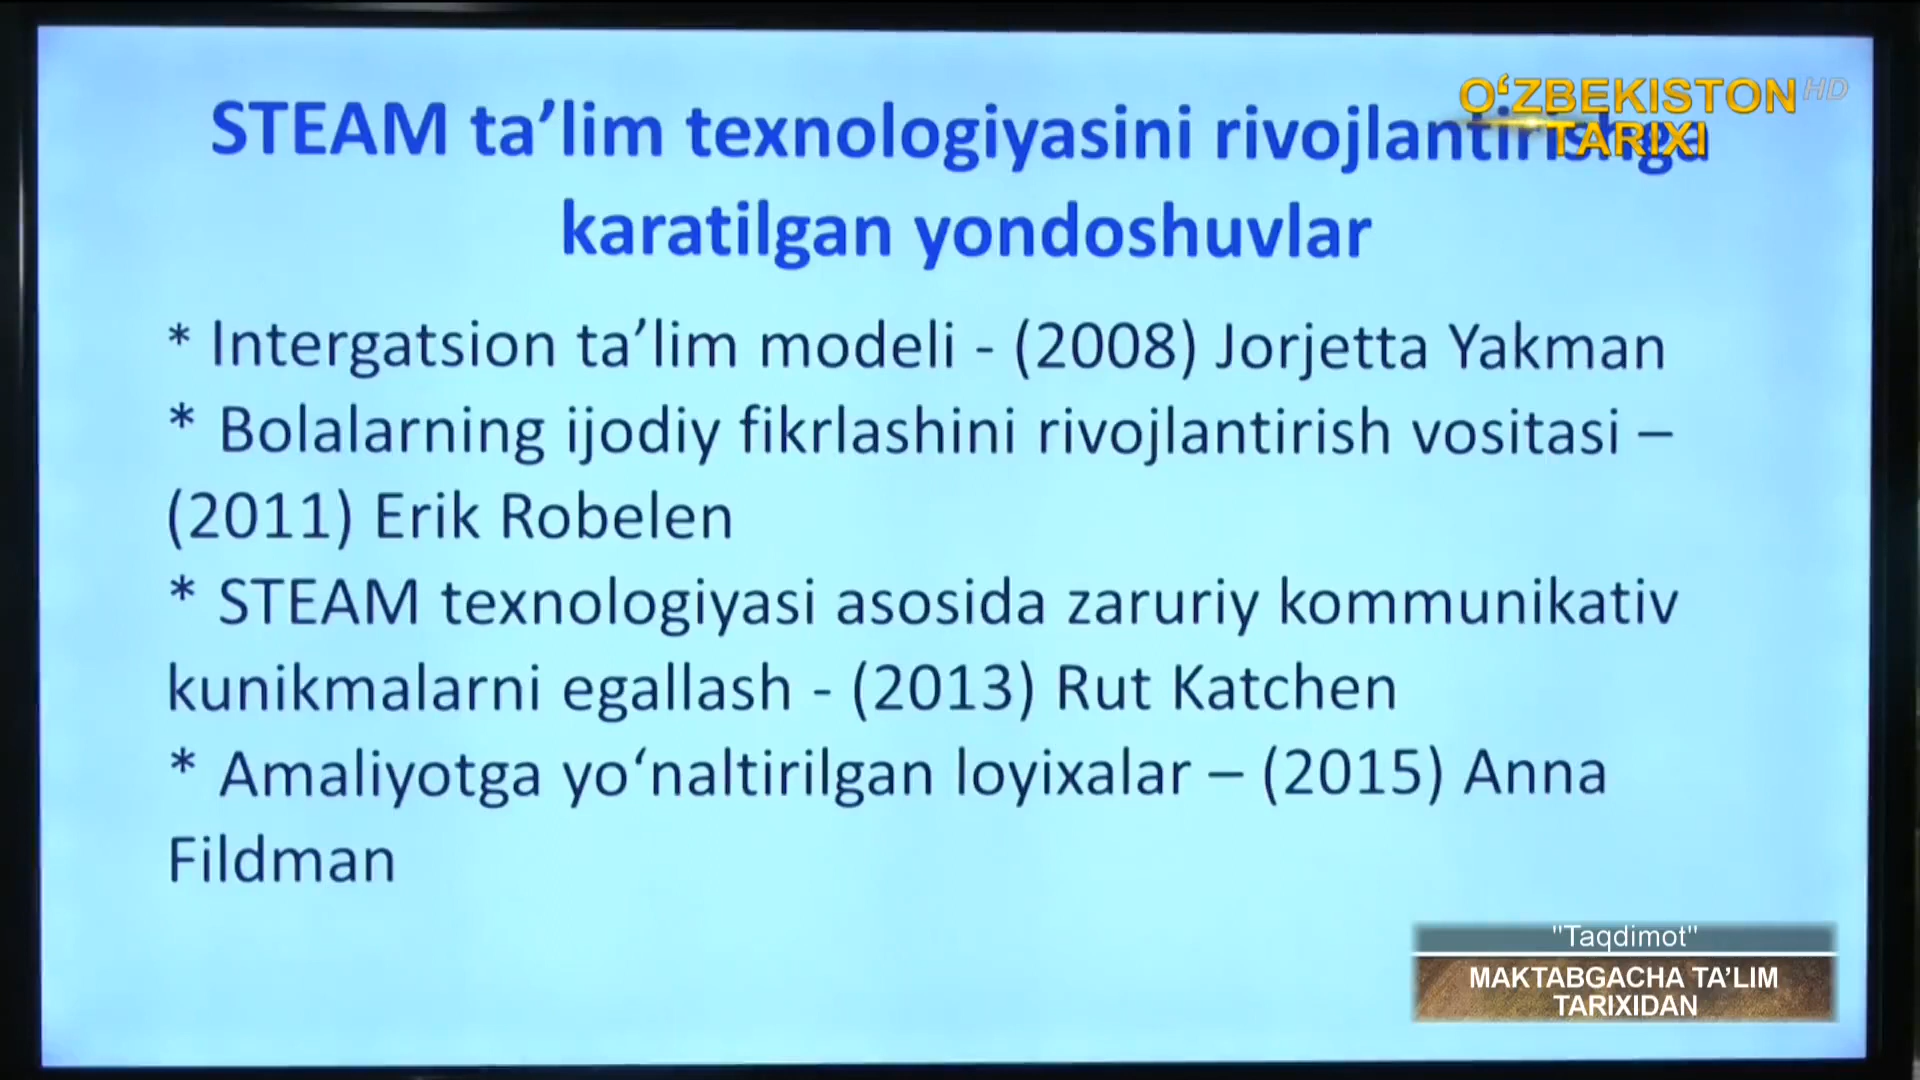 STEAM ta’lim texnologiyasini rivojlantirishga
karatilgan yondoshuvlar
O‘ZBEKISTON HD
TARIXI
* Intergatsion ta’lim modeli - (2008) Jorjetta Yakman
* Bolalarning ijodiy fikrlashini rivojlantirish vositasi –
(2011) Erik Robelen
* STEAM texnologiyasi asosida zaruriy kommunikativ
kunikmalarni egallash - (2013) Rut Katchen
* Amaliyotga yo‘naltirilgan loyixalar – (2015) Anna
Fildman
"Taqdimot"
MAKTABGACHA TA’LIM
TARIXIDAN